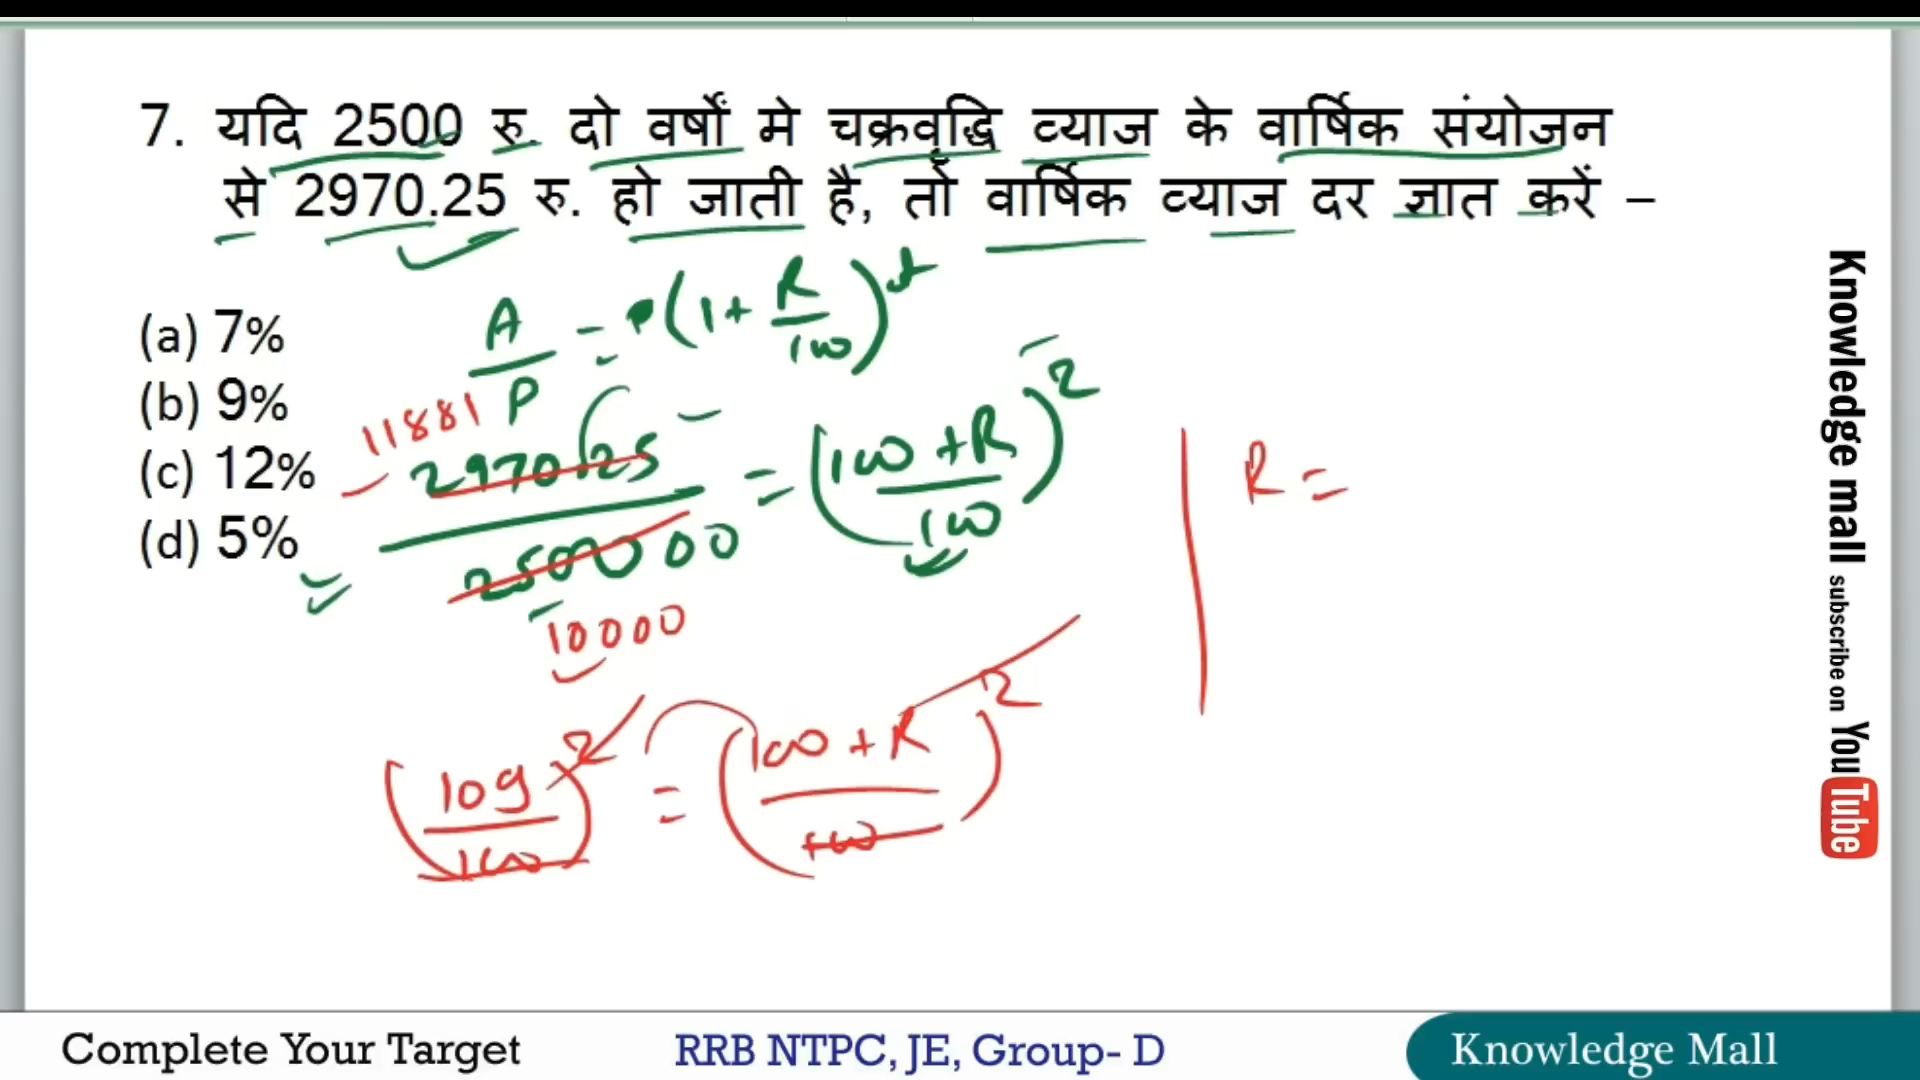 7. यदि 2500 रु. दो वर्षों मे चक्रवृद्धि व्याज के वार्षिक संयोजन
से 2970.25 रु. हो जाती है, तो वार्षिक व्याज दर ज्ञात करें –
(a) 7%
(b) 9%
(c) 12%
(d) 5%
A/P = (1 + R/100)^t
11881
2970.25/250000 = (100 + R/100)^2
10000
R =
(109/100)^2 = (100 + R/100)^2
Knowledge mall subscribe on YouTube
Complete Your Target
RRB NTPC, JE, Group- D
Knowledge Mall